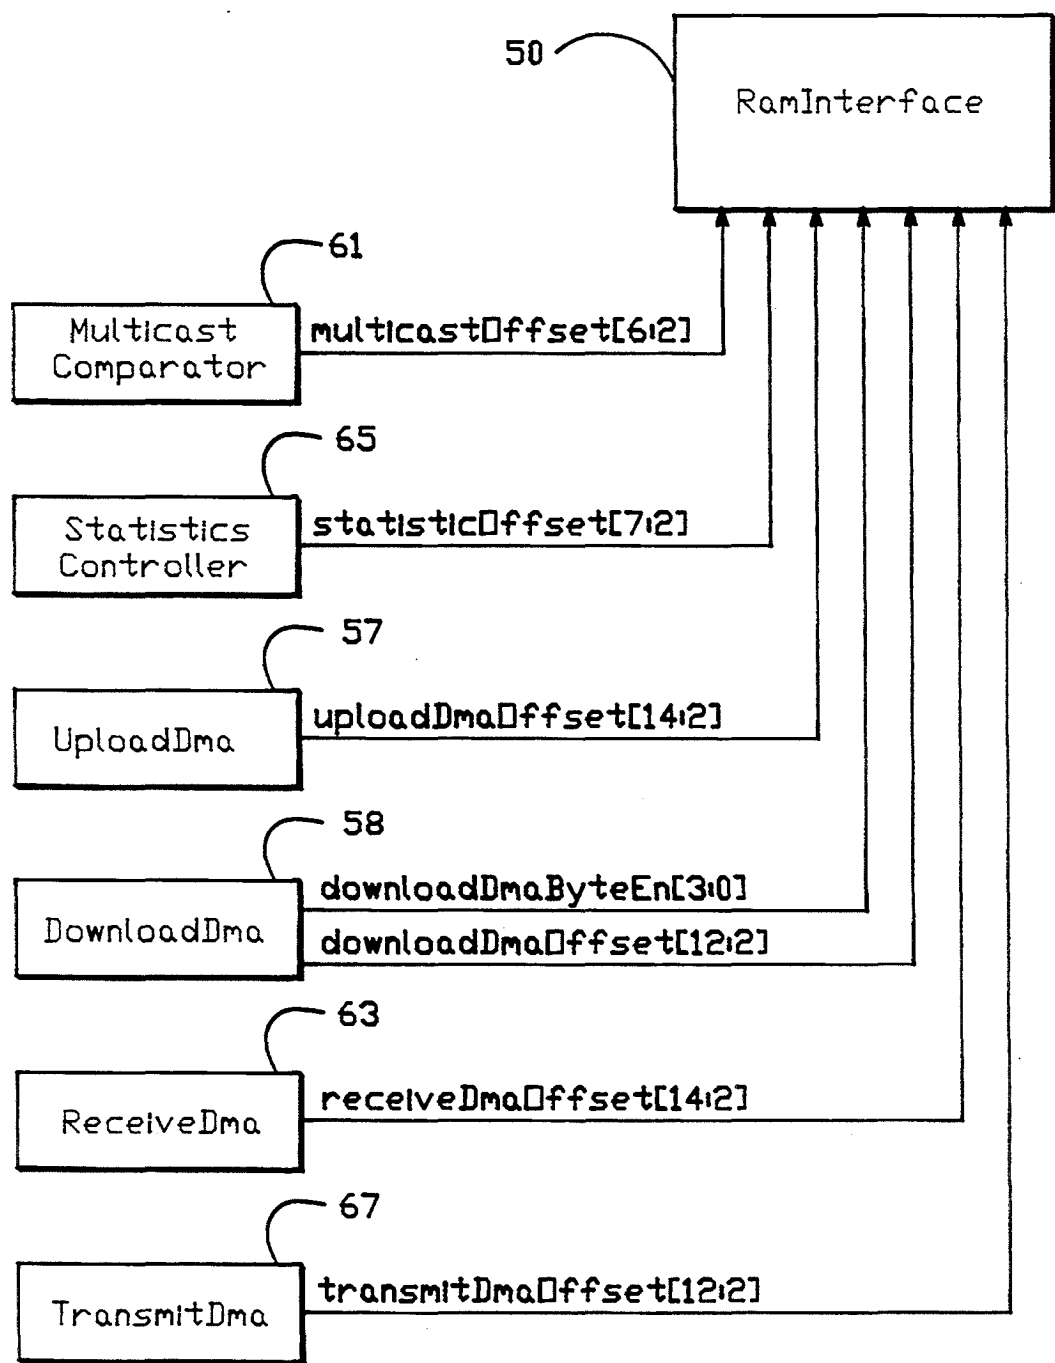 50
RamInterface
61
Multicast
Comparator
multicastOffset[6:2]
65
Statistics
Controller
statisticOffset[7:2]
57
UploadDma
uploadDmaOffset[14:2]
58
DownloadDma
downloadDmaByteEn[3:0]
downloadDmaOffset[12:2]
63
ReceiveDma
receiveDmaOffset[14:2]
67
TransmitDma
transmitDmaOffset[12:2]